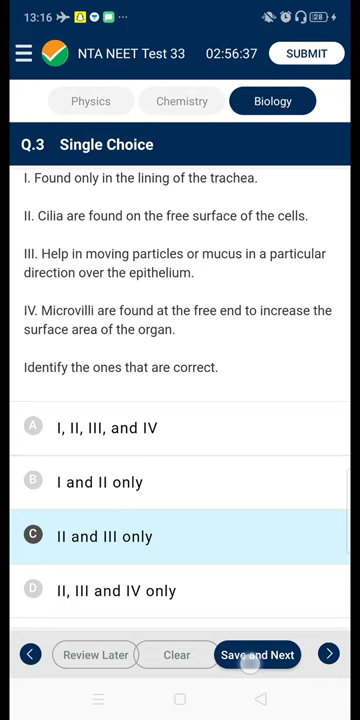 13:16 ... 28
NTA NEET Test 33 02:56:37 SUBMIT
Physics Chemistry Biology
Q.3 Single Choice
I. Found only in the lining of the trachea.
II. Cilia are found on the free surface of the cells.
III. Help in moving particles or mucus in a particular
direction over the epithelium.
IV. Microvilli are found at the free end to increase the
surface area of the organ.
Identify the ones that are correct.
A I, II, III, and IV
B I and II only
C II and III only
D II, III and IV only
Review Later Clear Save and Next